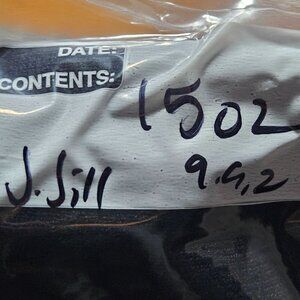 DATE:
CONTENTS:
15oz
J.Jill 9.9.2